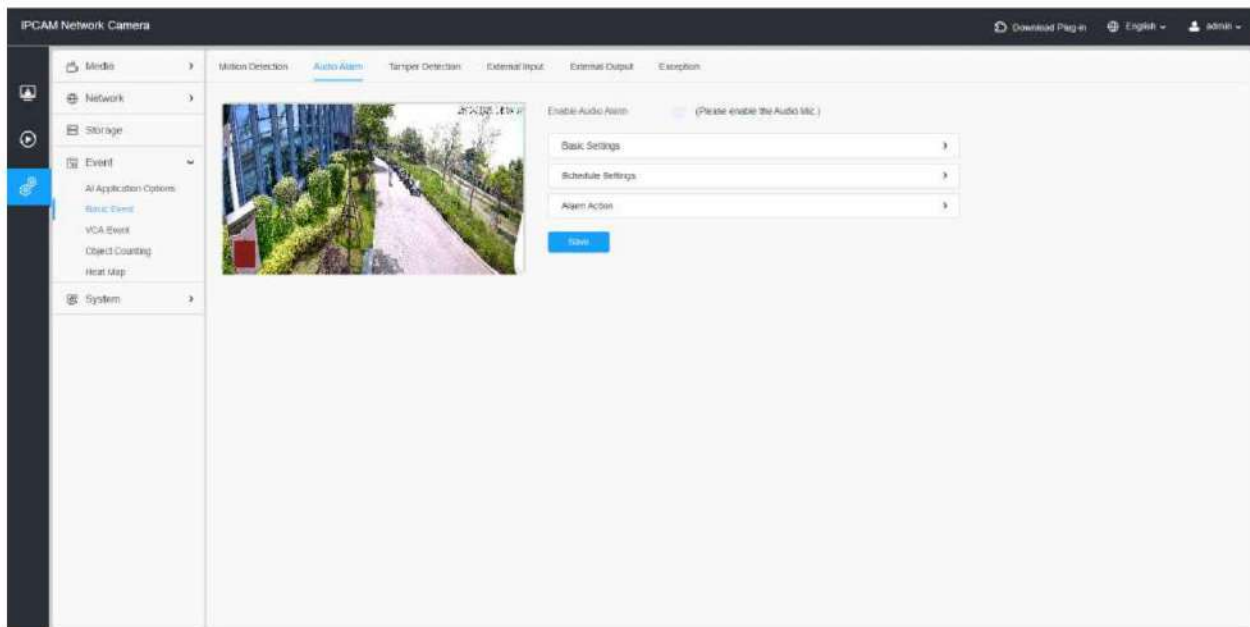 IPCAM Network Camera
Download Plug-in
English
admin
Media
Network
Storage
Event
AI Application Options
Basic Event
VCA Event
Object Counting
Heat Map
System
Motion Detection
Audio Alarm
Tamper Detection
External Input
External Output
Exception
Enable Audio Alarm
(Please enable the Audio Mic.)
Basic Settings
Schedule Settings
Alarm Action
Save